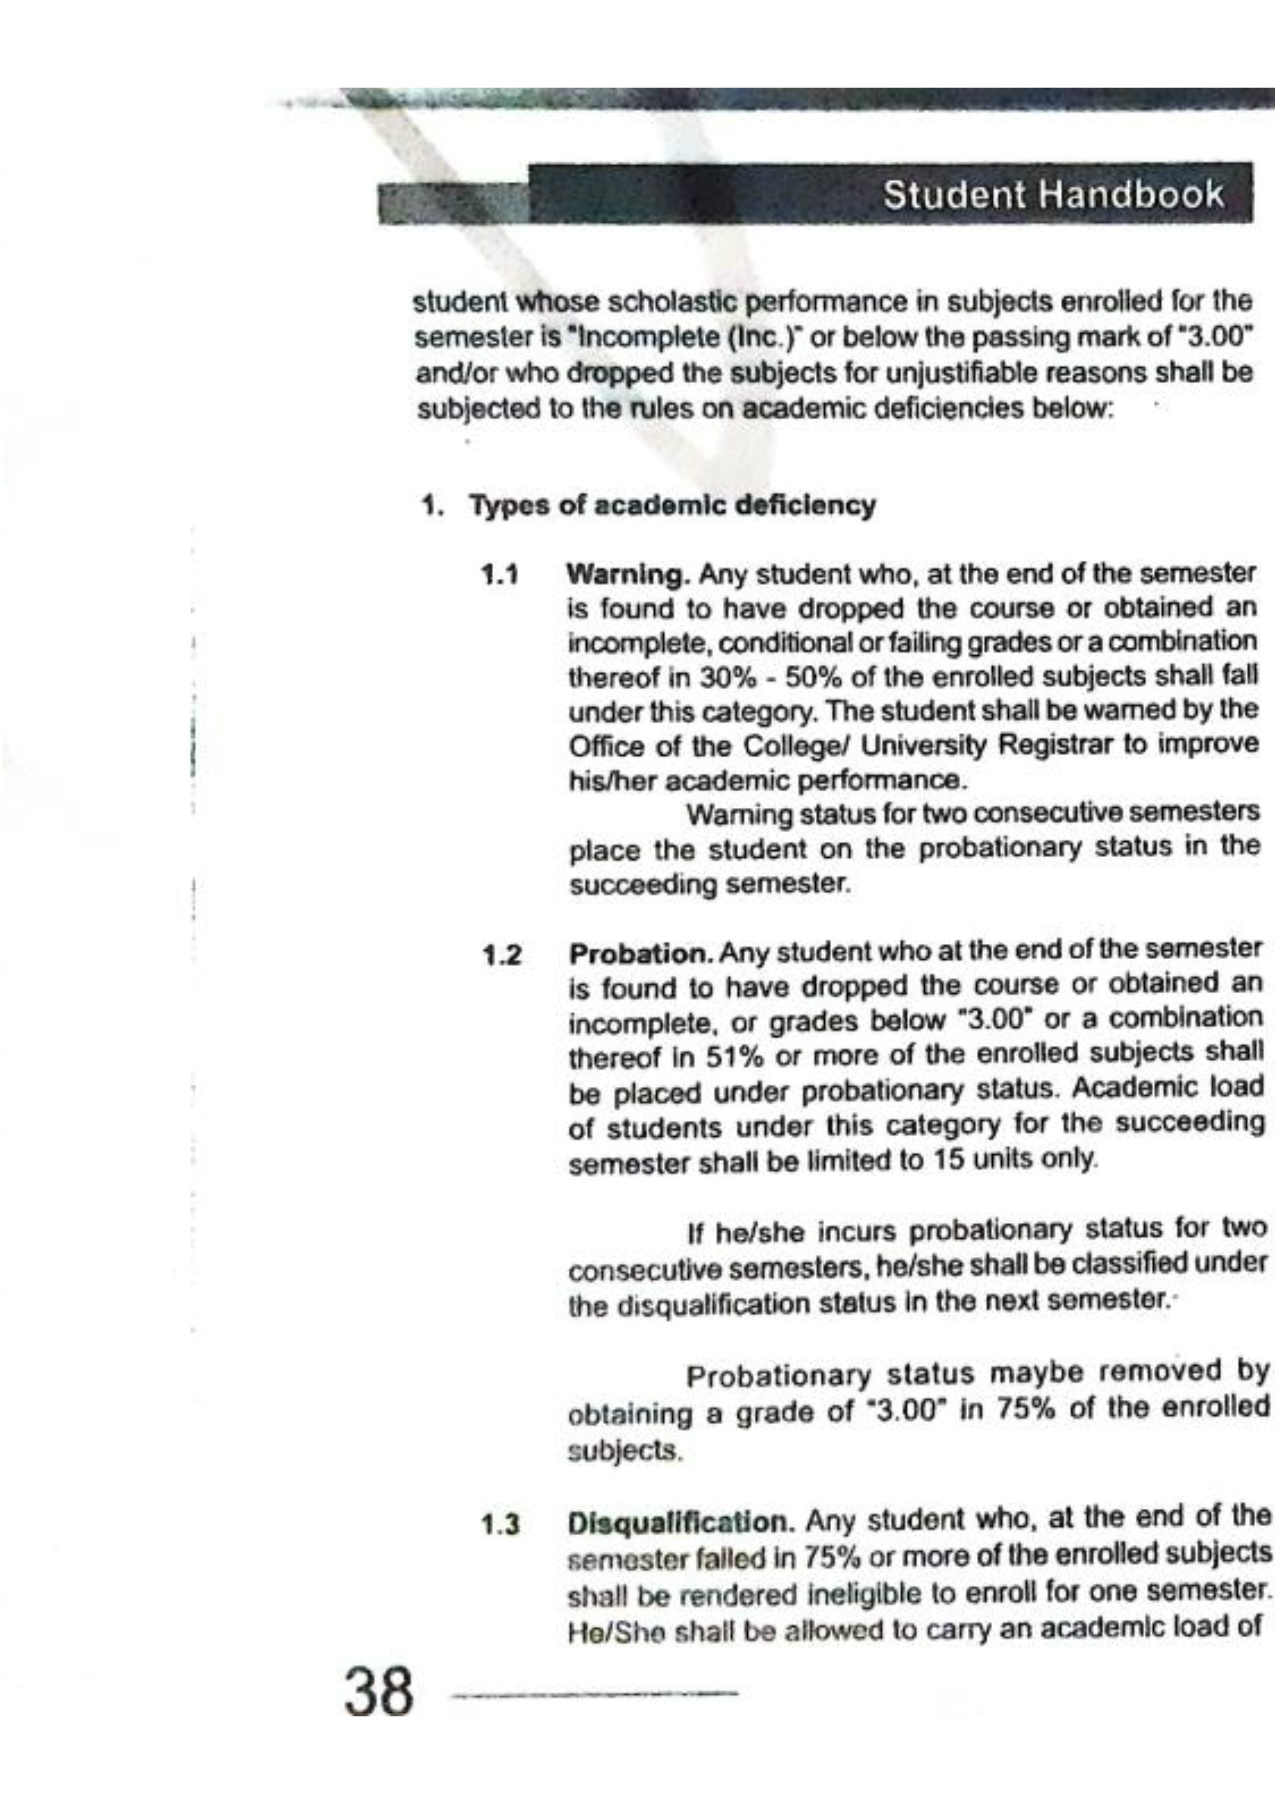 Student Handbook
student whose scholastic performance in subjects enrolled for the
semester is "Incomplete (Inc.)" or below the passing mark of "3.00"
and/or who dropped the subjects for unjustifiable reasons shall be
subjected to the rules on academic deficiencies below:
1. Types of academic deficiency
1.1 Warning. Any student who, at the end of the semester
is found to have dropped the course or obtained an
incomplete, conditional or failing grades or a combination
thereof in 30% - 50% of the enrolled subjects shall fall
under this category. The student shall be warned by the
Office of the College/ University Registrar to improve
his/her academic performance.
Warning status for two consecutive semesters
place the student on the probationary status in the
succeeding semester.
1.2 Probation. Any student who at the end of the semester
is found to have dropped the course or obtained an
incomplete, or grades below "3.00" or a combination
thereof in 51% or more of the enrolled subjects shall
be placed under probationary status. Academic load
of students under this category for the succeeding
semester shall be limited to 15 units only.
If he/she incurs probationary status for two
consecutive semesters, he/she shall be classified under
the disqualification status in the next semester.
Probationary status maybe removed by
obtaining a grade of "3.00" in 75% of the enrolled
subjects.
1.3 Disqualification. Any student who, at the end of the
semester failed in 75% or more of the enrolled subjects
shall be rendered ineligible to enroll for one semester.
He/She shall be allowed to carry an academic load of
38